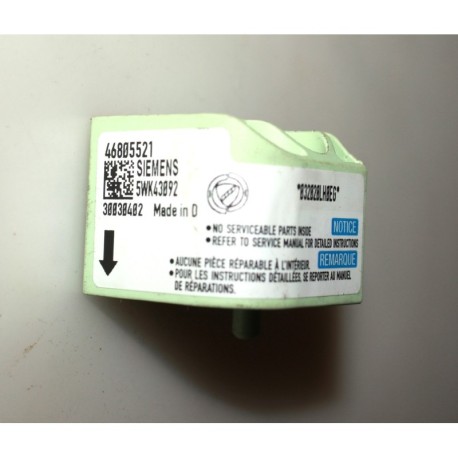 46805521
SIEMENS
5WK43092
30030402 Made in D
*032020LH0EG*
• NO SERVICEABLE PARTS INSIDE
• REFER TO SERVICE MANUAL FOR DETAILED INSTRUCTIONS
NOTICE
REMARQUE
• AUCUNE PIÈCE RÉPARABLE À L'INTÉRIEUR.
• POUR LES INSTRUCTIONS DÉTAILLÉES, SE REPORTER AU MANUEL
DE RÉPARATIONS.